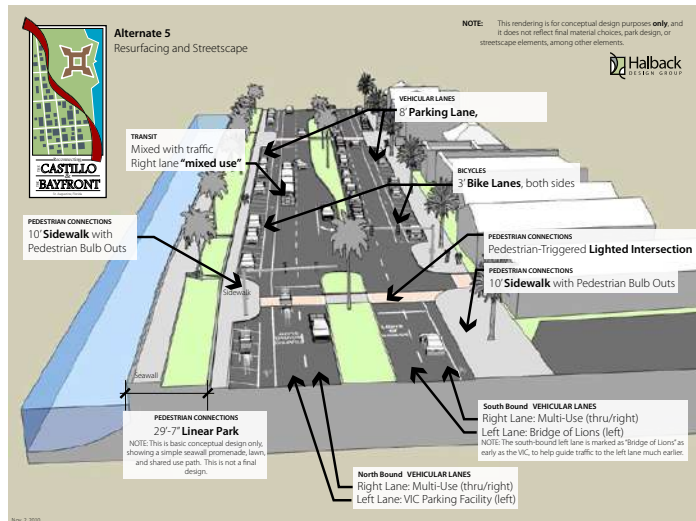 Alternate 5
Resurfacing and Streetscape
NOTE: This rendering is for conceptual design purposes only, and
it does not reflect final material choices, park design, or
streetscape elements, among other elements.
Halback
DESIGN GROUP
CASTILLO
& BAYFRONT
VEHICULAR LANES
8' Parking Lane,
TRANSIT
Mixed with traffic
Right lane "mixed use"
BICYCLES
3' Bike Lanes, both sides
PEDESTRIAN CONNECTIONS
10' Sidewalk with
Pedestrian Bulb Outs
PEDESTRIAN CONNECTIONS
Pedestrian-Triggered Lighted Intersection
PEDESTRIAN CONNECTIONS
10' Sidewalk with Pedestrian Bulb Outs
Sidewalk
Seawall
PEDESTRIAN CONNECTIONS
29'-7" Linear Park
NOTE: This is basic conceptual design only,
showing a simple seawall promenade, lawn,
and shared use path. This is not a final
design.
South Bound VEHICULAR LANES
Right Lane: Multi-Use (thru/right)
Left Lane: Bridge of Lions (left)
NOTE: The south-bound left lane is marked as "Bridge of Lions" as
early as the VIC, to help guide traffic to the left lane much earlier.
North Bound VEHICULAR LANES
Right Lane: Multi-Use (thru/right)
Left Lane: VIC Parking Facility (left)